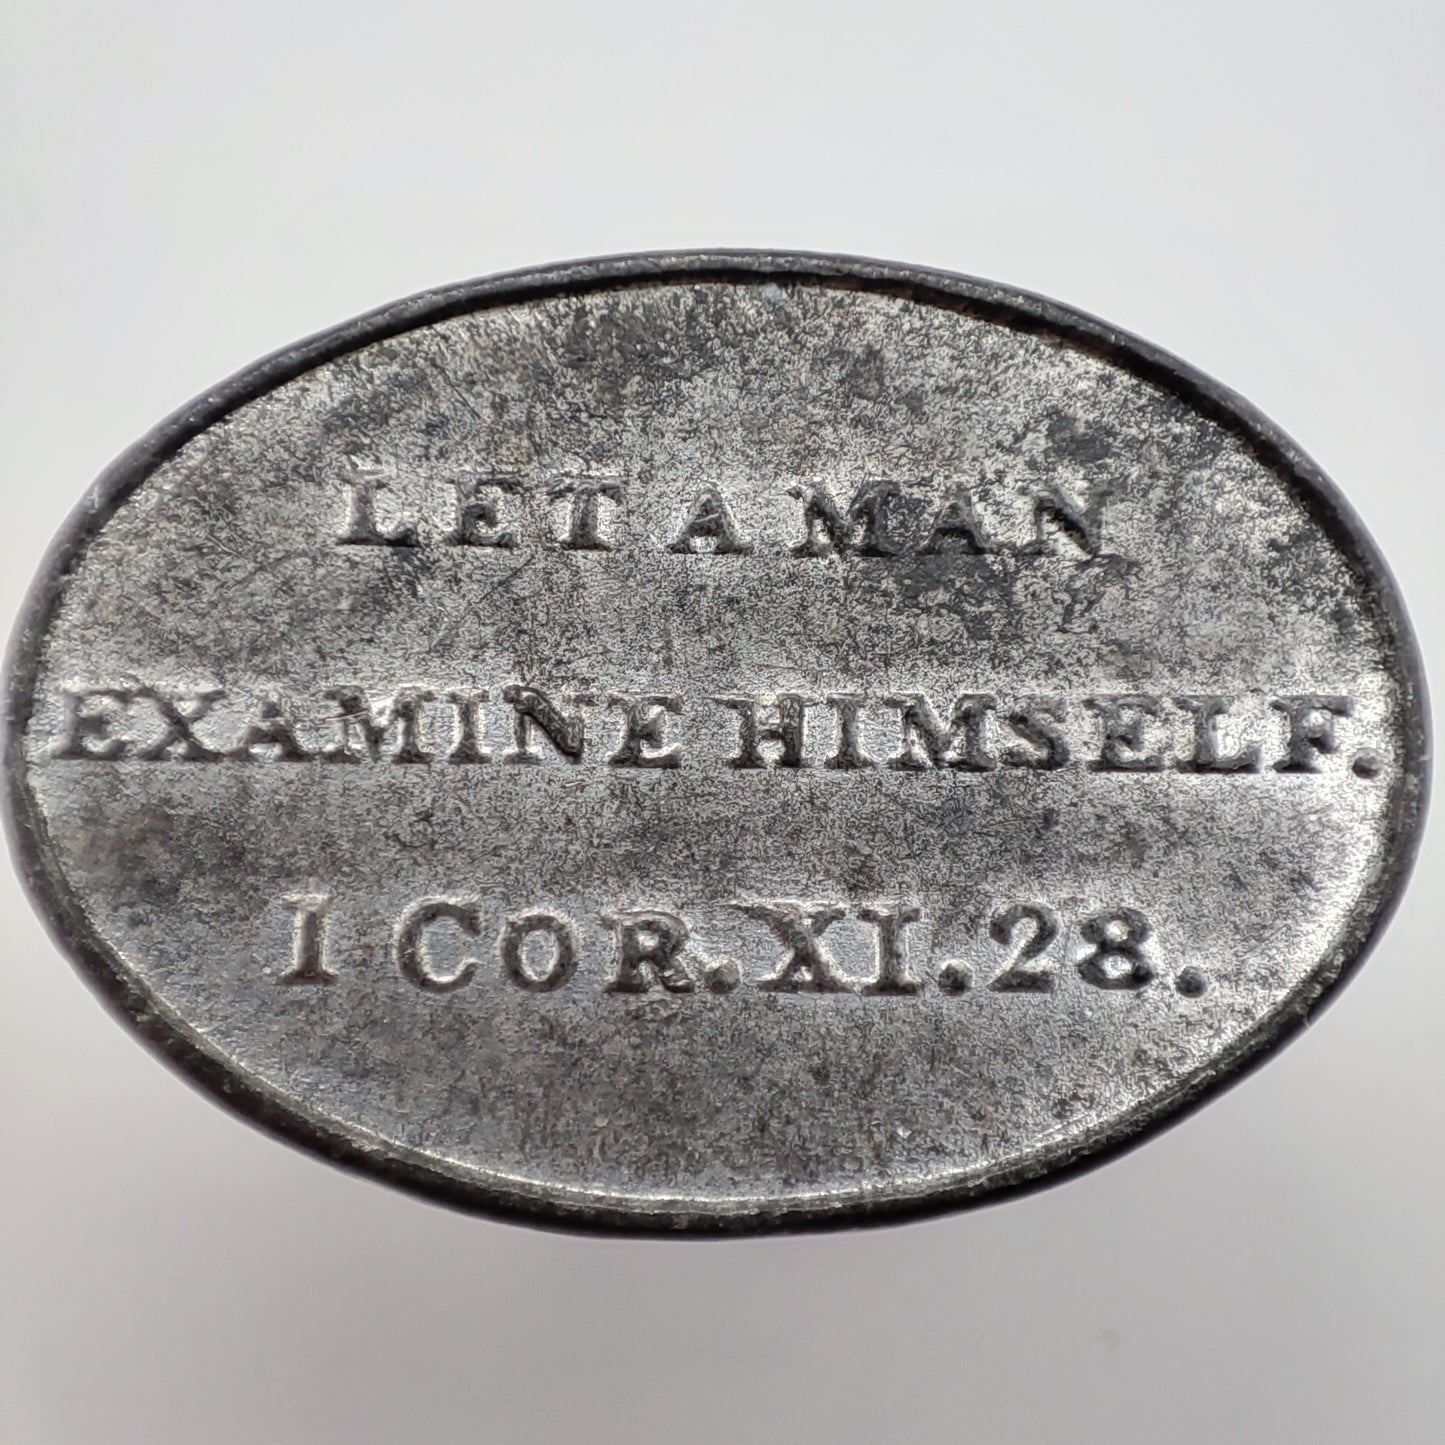 LET A MAN
EXAMINE HIMSELF.
I COR. XI. 28.